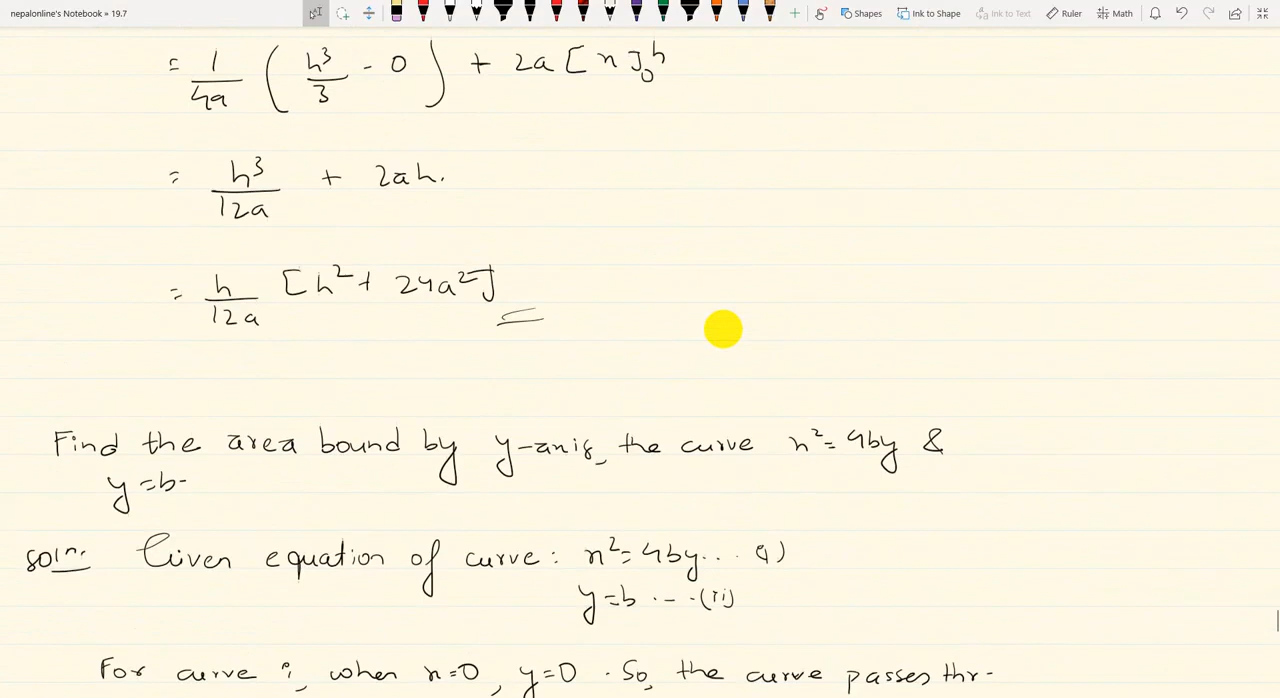 nepalonline's Notebook » 19.7
Shapes Ink to Shape Ink to Text Ruler Math
= 1/4a ( h³/3 - 0 ) + 2a [x]₀ʰ
= h³/12a + 2ah.
= h/12a [h² + 24a²]
Find the area bound by y-axis, the curve x² = 4by &
y = b.
Soln. Given equation of curve: x² = 4by ... (i)
y = b ... (ii)
For curve i, when x=0, y=0. So, the curve passes thr-